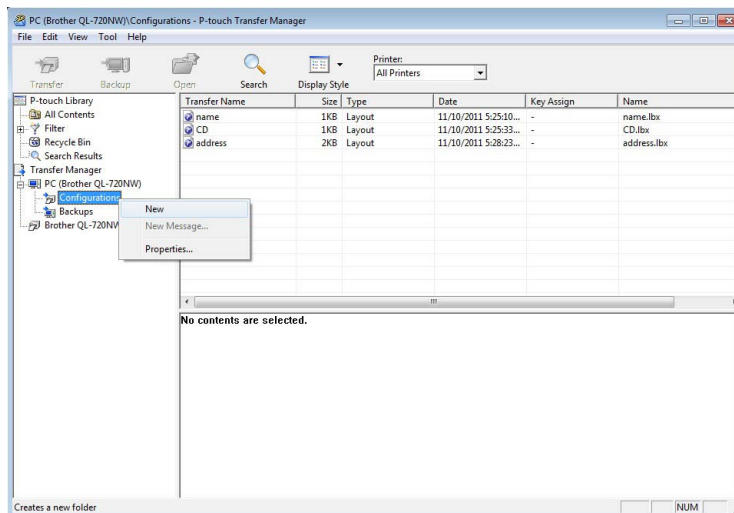 PC (Brother QL-720NW)\Configurations - P-touch Transfer Manager
File Edit View Tool Help
Transfer Backup Open Search Display Style
Printer:
All Printers
P-touch Library
All Contents
Filter
Recycle Bin
Search Results
Transfer Manager
PC (Brother QL-720NW)
Configurations
Backups
Brother QL-720NW
New
New Message...
Properties...
Transfer Name Size Type Date Key Assign Name
name 1KB Layout 11/10/2011 5:25:10... - name.lbx
CD 1KB Layout 11/10/2011 5:25:33... - CD.lbx
address 2KB Layout 11/10/2011 5:28:23... - address.lbx
No contents are selected.
Creates a new folder
NUM